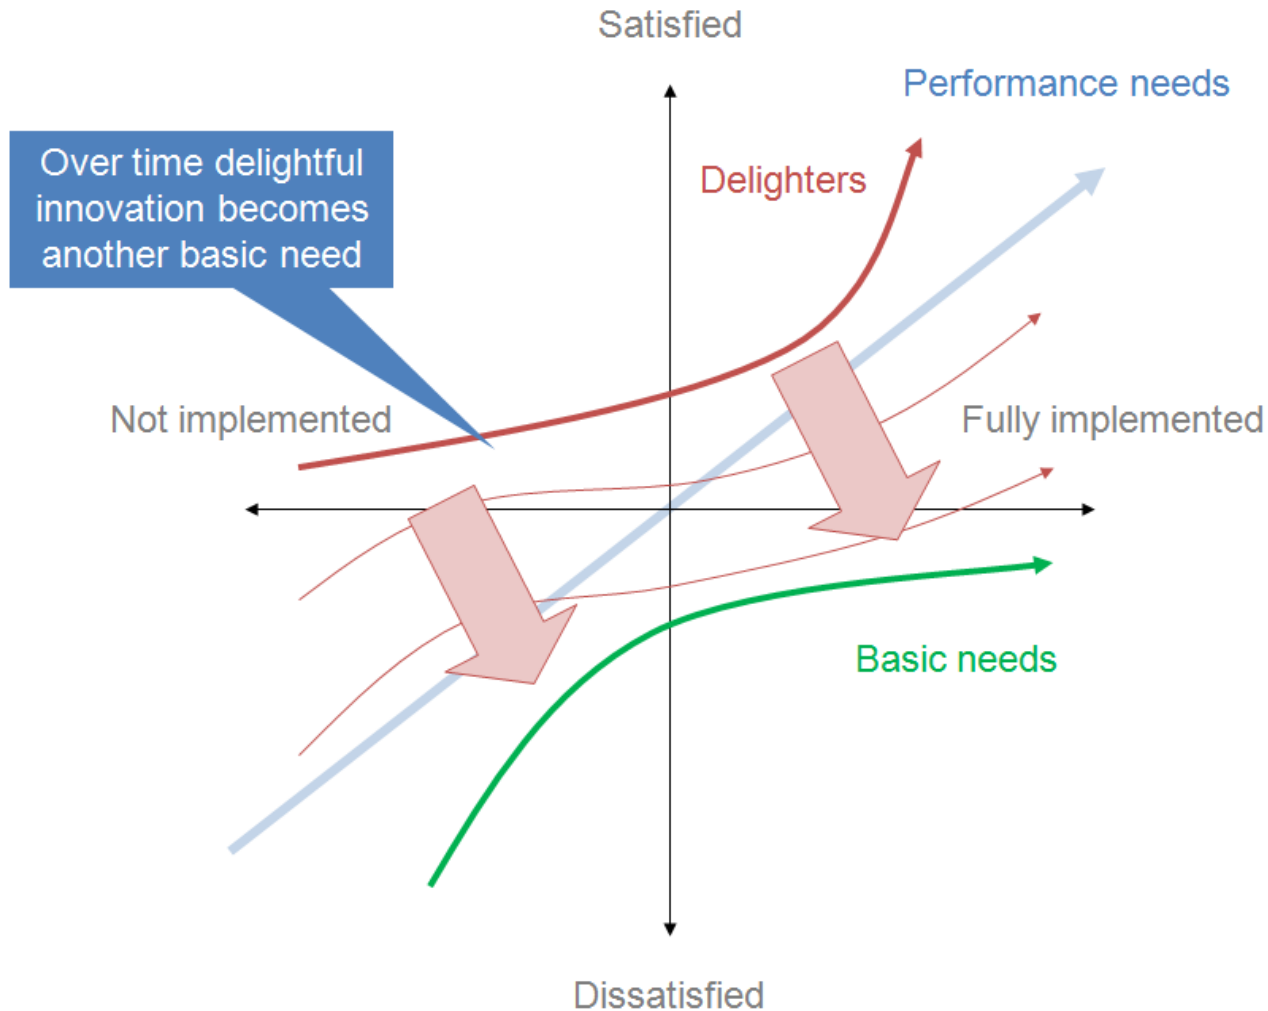 Satisfied
Performance needs
Over time delightful
innovation becomes
another basic need
Delighters
Not implemented
Fully implemented
Basic needs
Dissatisfied